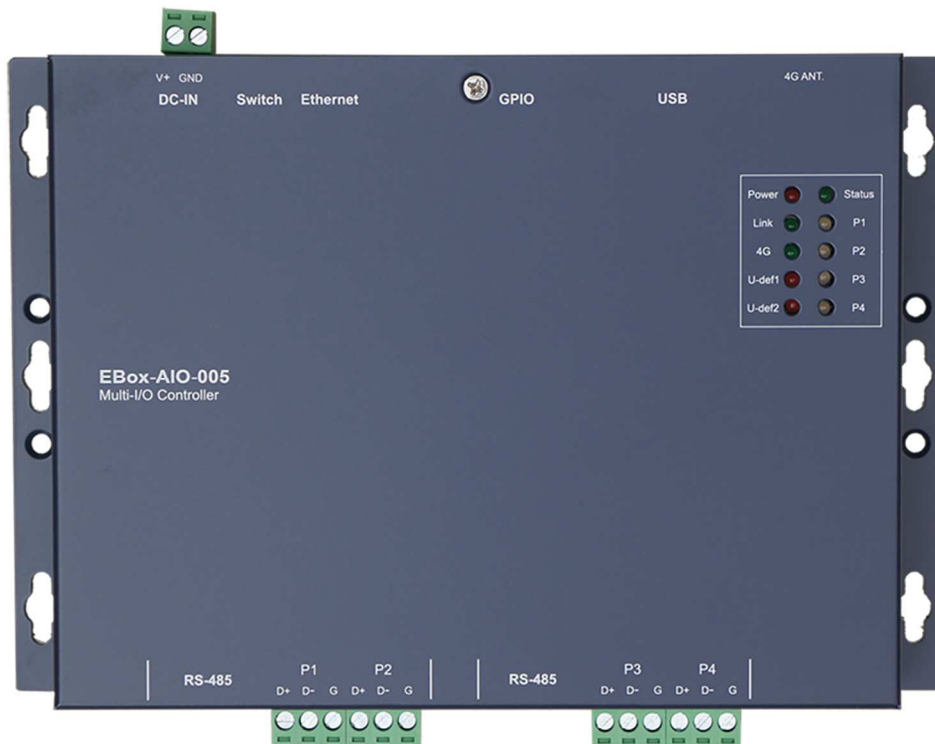 V+ GND
DC-IN Switch Ethernet GPIO USB 4G ANT.
Power Status
Link P1
4G P2
U-def1 P3
U-def2 P4
EBox-AIO-005
Multi-I/O Controller
RS-485 P1 P2
D+ D- G D+ D- G
RS-485 P3 P4
D+ D- G D+ D- G